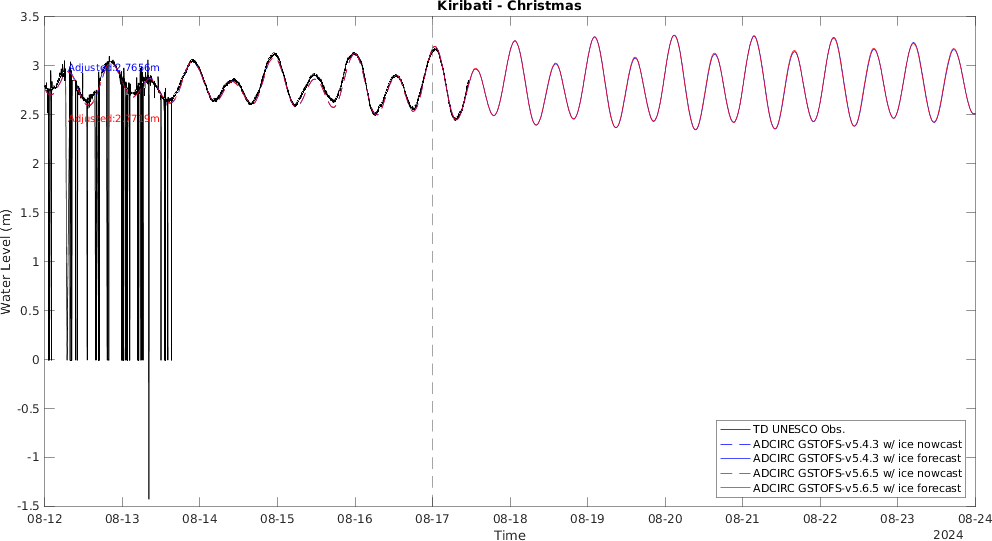 Kiribati - Christmas
3.5
3
2.5
2
1.5
1
0.5
0
-0.5
-1
-1.5
Water Level (m)
Adjusted:2.7656m
08-12
08-13
08-14
08-15
08-16
08-17
08-18
08-19
08-20
08-21
08-22
08-23
08-24
Time
2024
TD UNESCO Obs.
ADCIRC GSTOFS-v5.4.3 w/ ice nowcast
ADCIRC GSTOFS-v5.4.3 w/ ice forecast
ADCIRC GSTOFS-v5.6.5 w/ ice nowcast
ADCIRC GSTOFS-v5.6.5 w/ ice forecast